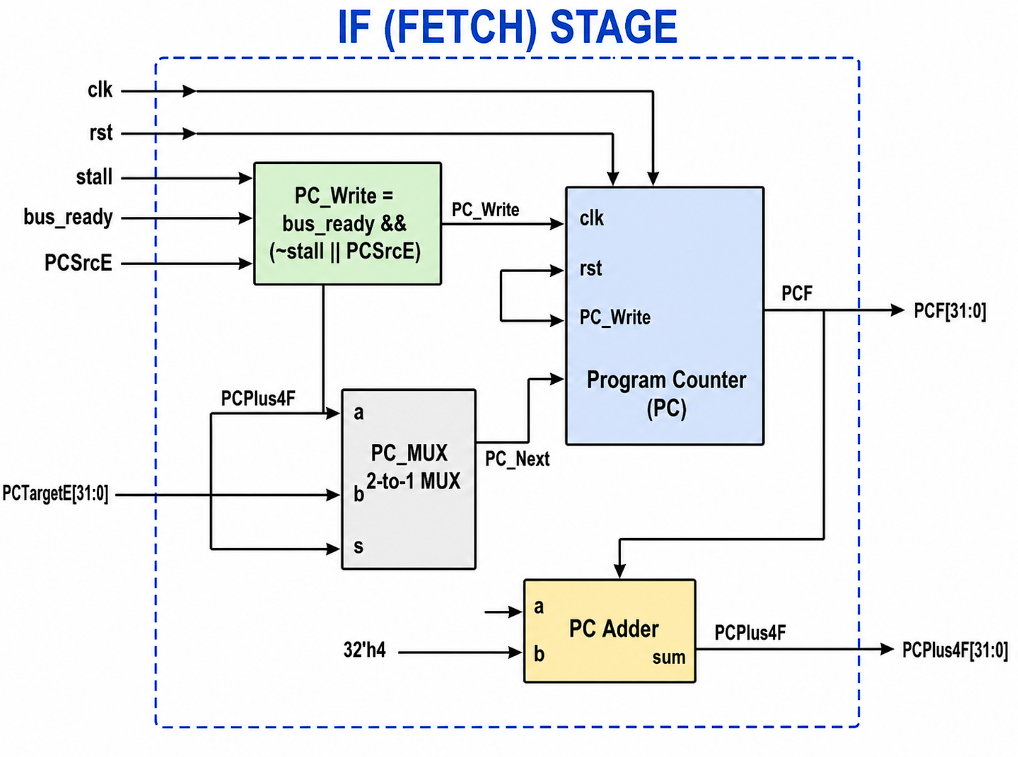 IF (FETCH) STAGE
clk
rst
stall
bus_ready
PCSrcE
PC_Write =
bus_ready &&
(~stall || PCSrcE)
PC_Write
clk
rst
PC_Write
Program Counter
(PC)
PCF
PCF[31:0]
PCPlus4F
PCTargetE[31:0]
a
PC_MUX
2-to-1 MUX
b
s
PC_Next
32'h4
a
b
PC Adder
sum
PCPlus4F
PCPlus4F[31:0]